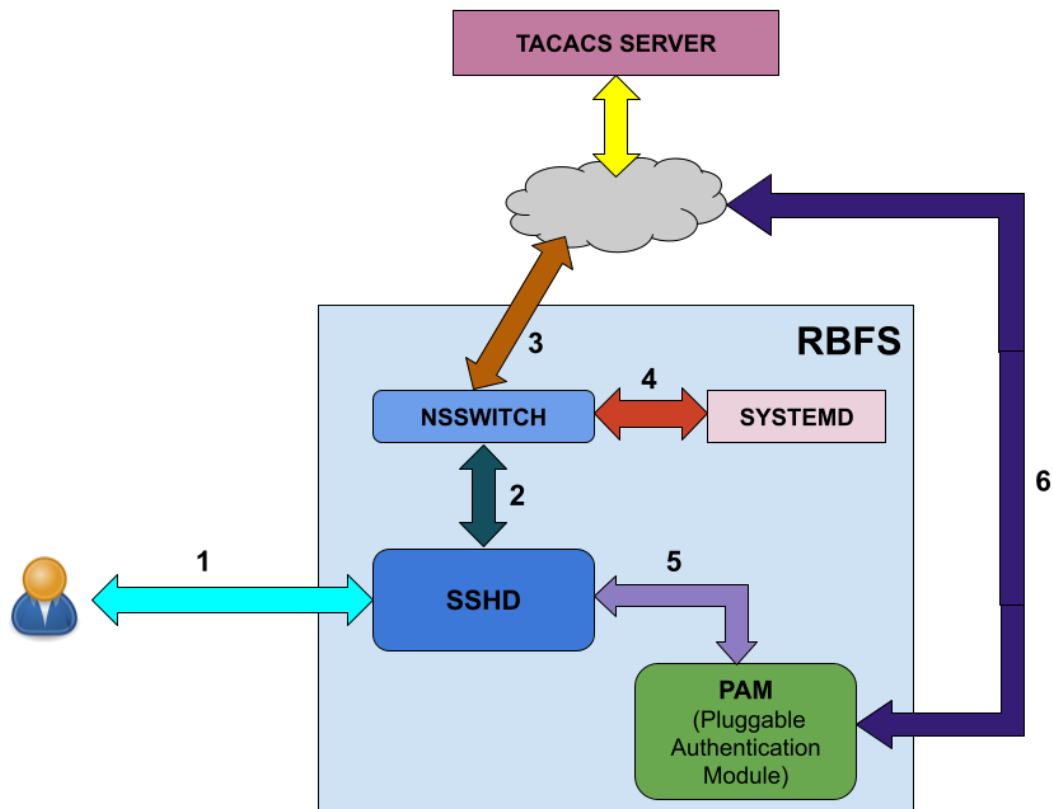 TACACS SERVER
RBFS
3
4
NSSWITCH
SYSTEMD
6
2
1
5
SSHD
PAM
(Pluggable
Authentication
Module)